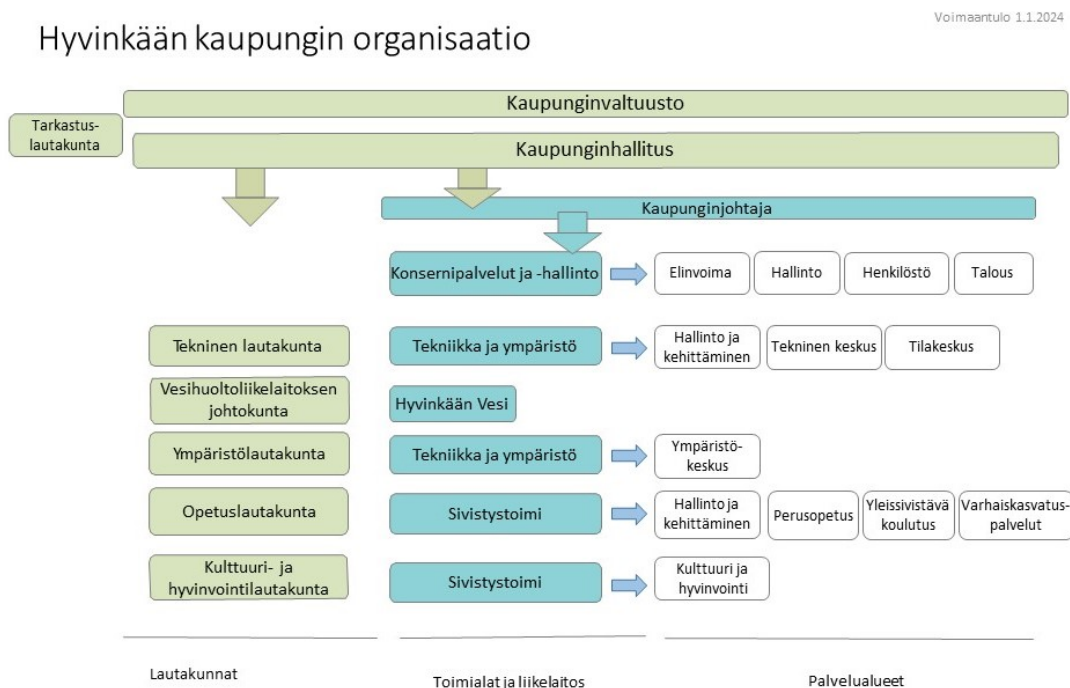 Voimaantulo 1.1.2024
Hyvinkään kaupungin organisaatio
Kaupunginvaltuusto
Tarkastus-
lautakunta
Kaupunginhallitus
Kaupunginjohtaja
Konsernipalvelut ja -hallinto
Elinvoima
Hallinto
Henkilöstö
Talous
Tekninen lautakunta
Tekniikka ja ympäristö
Hallinto ja
kehittäminen
Tekninen keskus
Tilakeskus
Vesihuoltoliikelaitoksen
johtokunta
Hyvinkään Vesi
Ympäristölautakunta
Tekniikka ja ympäristö
Ympäristö-
keskus
Opetuslautakunta
Sivistystoimi
Hallinto ja
kehittäminen
Perusopetus
Yleissivistävä
koulutus
Varhaiskasvatus-
palvelut
Kulttuuri- ja
hyvinvointilautakunta
Sivistystoimi
Kulttuuri ja
hyvinvointi
Lautakunnat
Toimialat ja liikelaitos
Palvelualueet